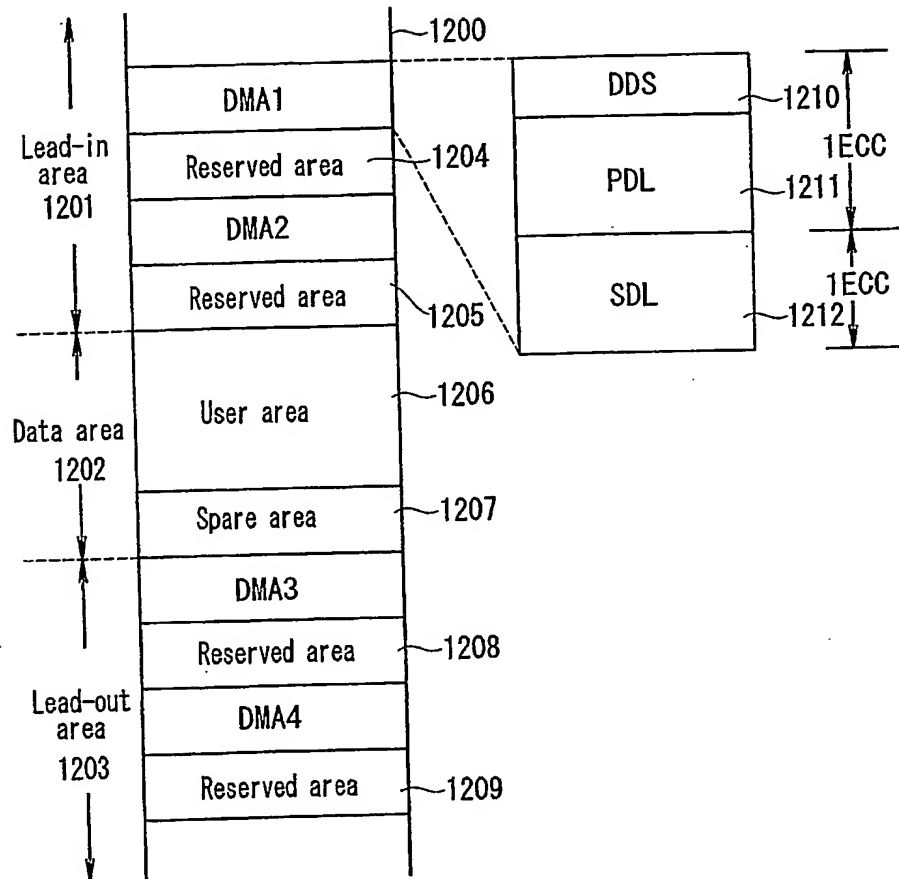 1200
DMA1
DDS
1210
Lead-in
area
1201
Reserved area
1204
1ECC
PDL
1211
DMA2
Reserved area
1205
1ECC
SDL
1212
Data area
1202
User area
1206
Spare area
1207
DMA3
Reserved area
1208
Lead-out
area
1203
DMA4
Reserved area
1209